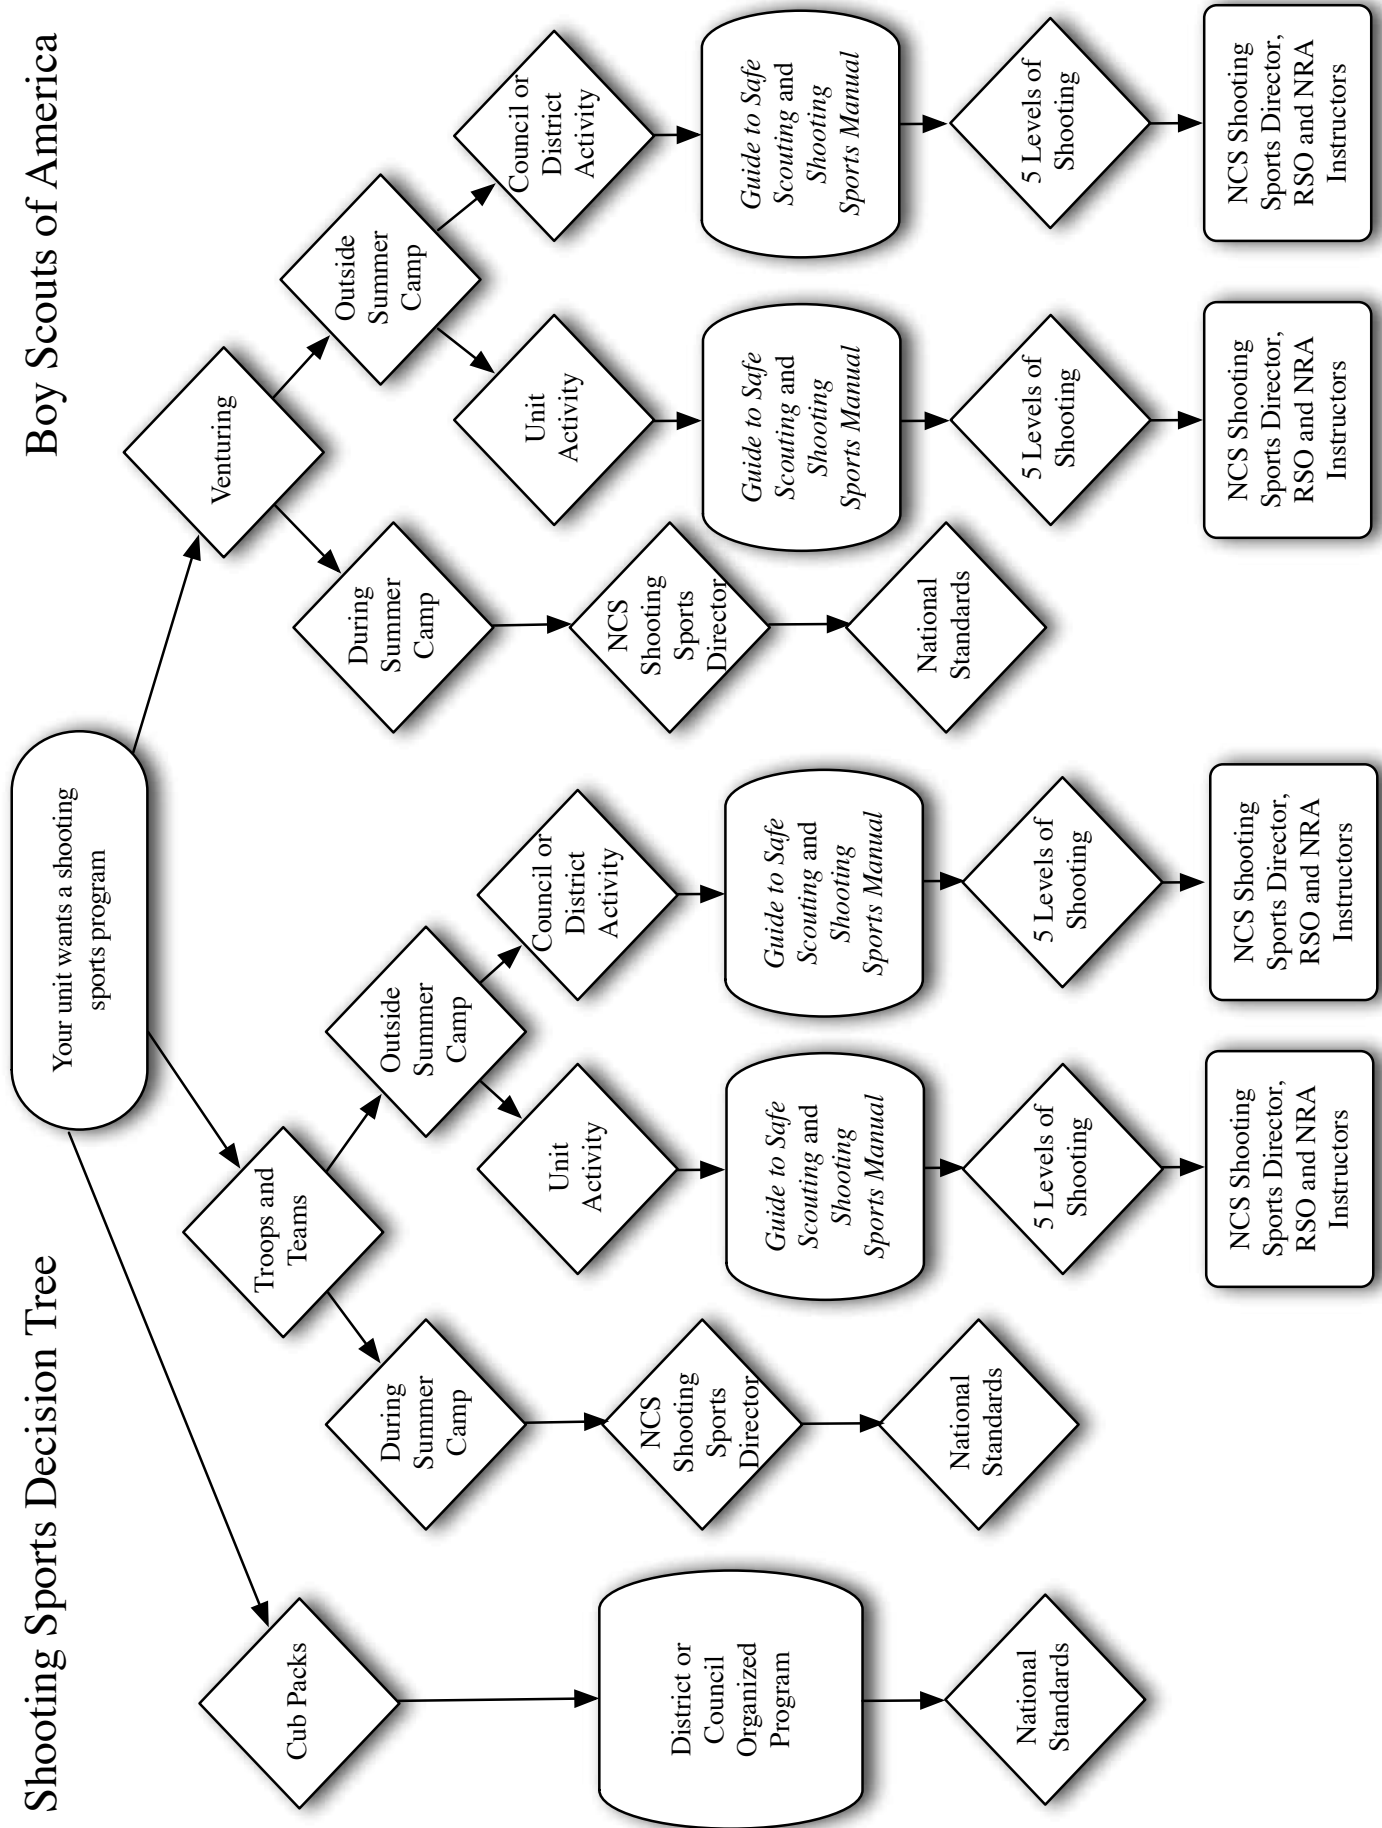 Shooting Sports Decision Tree
Boy Scouts of America
Your unit wants a shooting
sports program
Cub Packs
District or
Council
Organized
Program
National
Standards
Troops and
Teams
During
Summer
Camp
NCS
Shooting
Sports
Director
National
Standards
Outside
Summer
Camp
Unit
Activity
Guide to Safe
Scouting and
Shooting
Sports Manual
5 Levels of
Shooting
NCS Shooting
Sports Director,
RSO and NRA
Instructors
Council or
District
Activity
Guide to Safe
Scouting and
Shooting
Sports Manual
5 Levels of
Shooting
NCS Shooting
Sports Director,
RSO and NRA
Instructors
Venturing
During
Summer
Camp
NCS
Shooting
Sports
Director
National
Standards
Outside
Summer
Camp
Unit
Activity
Guide to Safe
Scouting and
Shooting
Sports Manual
5 Levels of
Shooting
NCS Shooting
Sports Director,
RSO and NRA
Instructors
Council or
District
Activity
Guide to Safe
Scouting and
Shooting
Sports Manual
5 Levels of
Shooting
NCS Shooting
Sports Director,
RSO and NRA
Instructors